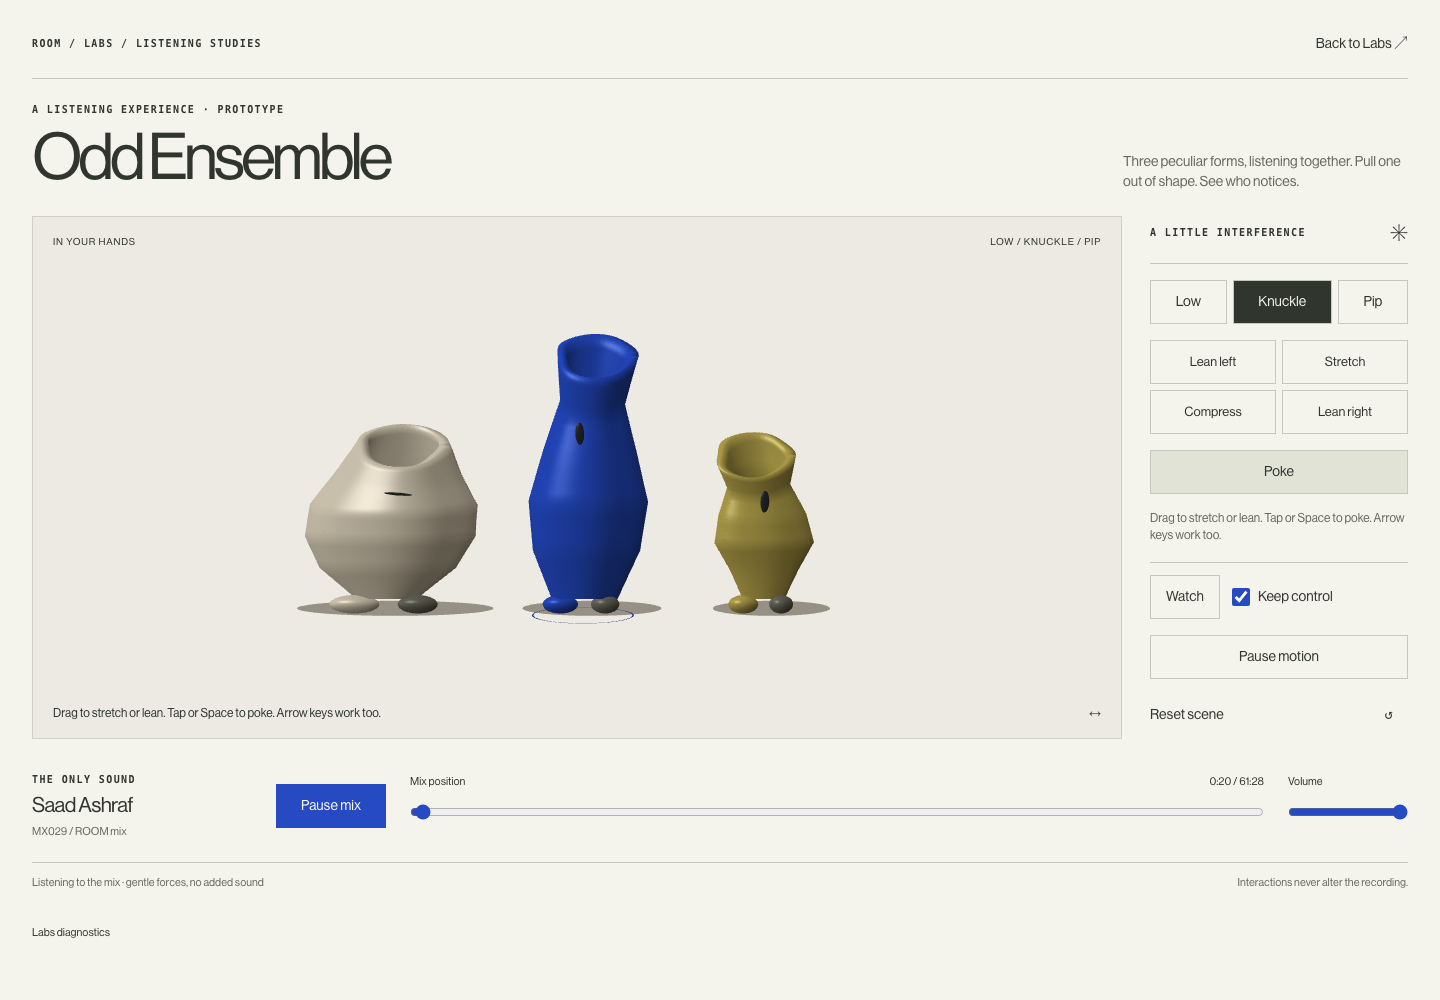 ROOM / LABS / LISTENING STUDIES
Back to Labs ↗
A LISTENING EXPERIENCE · PROTOTYPE
Odd Ensemble
Three peculiar forms, listening together. Pull one
out of shape. See who notices.
IN YOUR HANDS
LOW / KNUCKLE / PIP
A LITTLE INTERFERENCE
Low
Knuckle
Pip
Lean left
Stretch
Compress
Lean right
Poke
Drag to stretch or lean. Tap or Space to poke. Arrow
keys work too.
Watch
Keep control
Pause motion
Drag to stretch or lean. Tap or Space to poke. Arrow keys work too.
↔
Reset scene
↺
THE ONLY SOUND
Saad Ashraf
MX029 / ROOM mix
Pause mix
Mix position
0:20 / 61:28
Volume
Listening to the mix · gentle forces, no added sound
Interactions never alter the recording.
Labs diagnostics